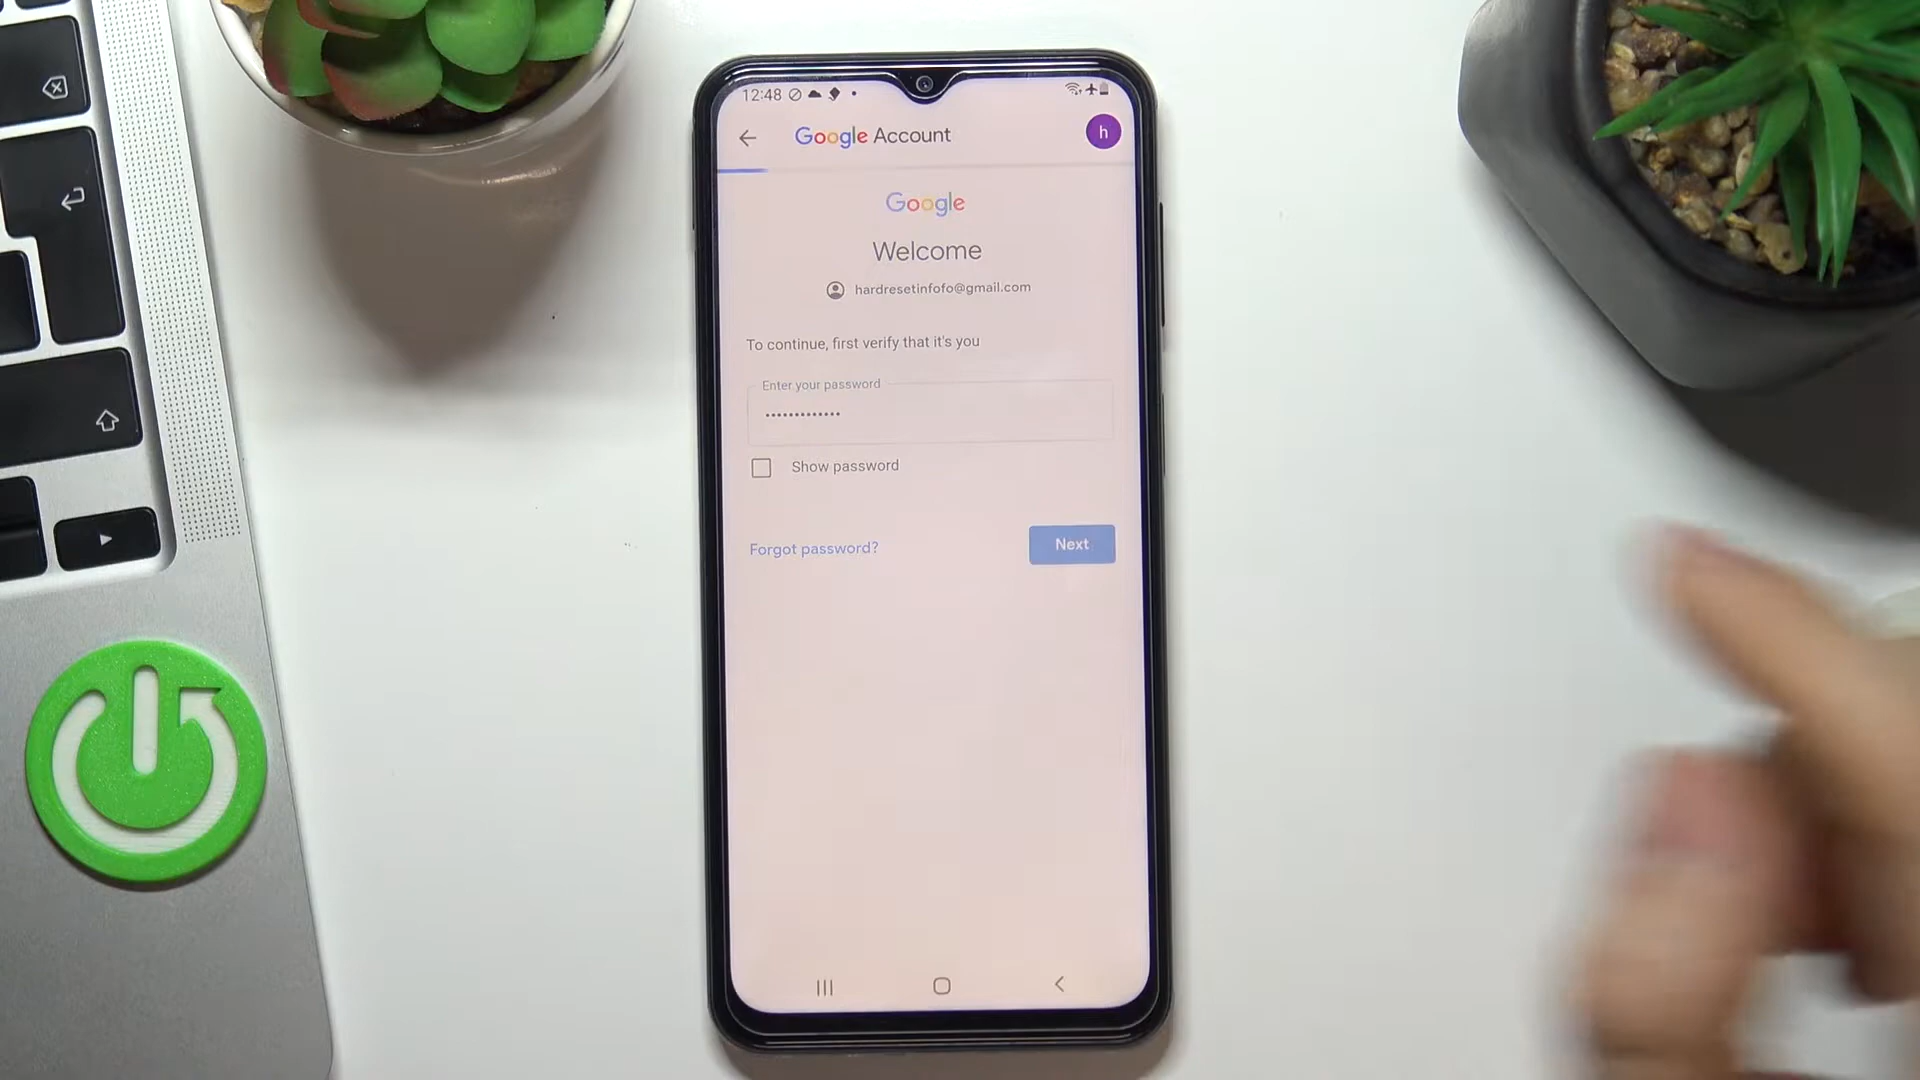 12:48
Google Account
h
Google
Welcome
hardresetinfofo@gmail.com
To continue, first verify that it's you
Enter your password
•••••••••••••
Show password
Forgot password?
Next